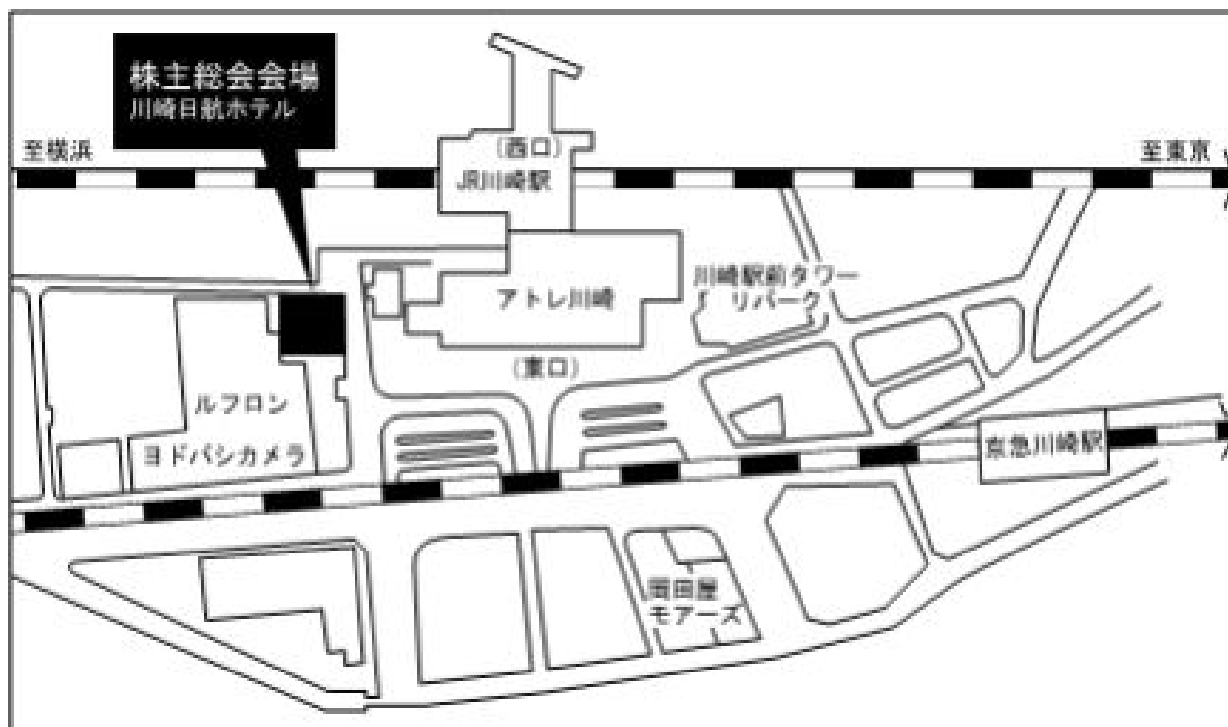 株主総会会場
川崎日航ホテル
至横浜
(西口)
JR川崎駅
至東京
アトレ川崎
川崎駅前タワー
リパーク
(東口)
ルフロン
ヨドバシカメラ
京急川崎駅
岡田屋
モアーズ